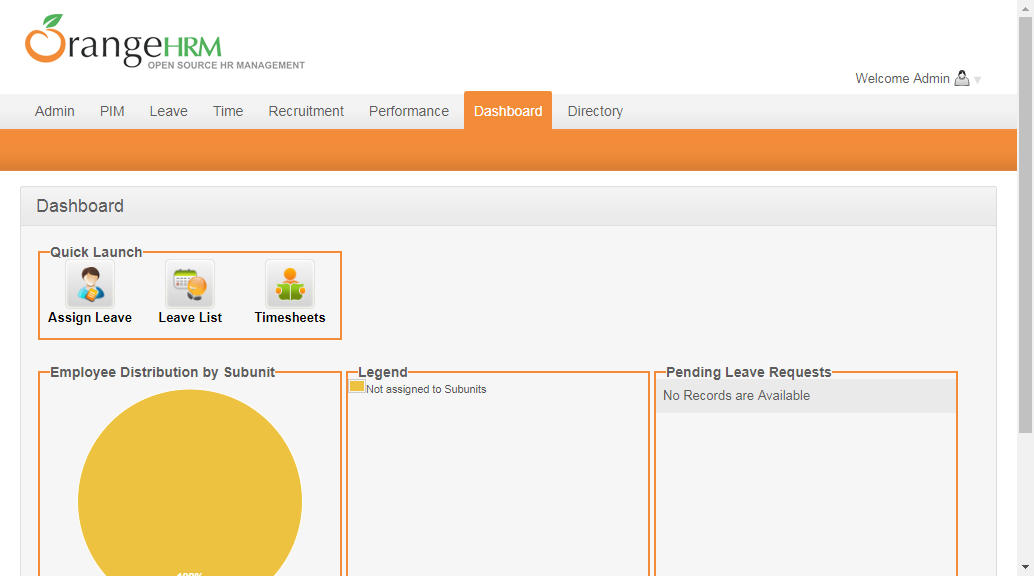 OrangeHRM
OPEN SOURCE HR MANAGEMENT
Welcome Admin
Admin PIM Leave Time Recruitment Performance Dashboard Directory
Dashboard
Quick Launch
Assign Leave Leave List Timesheets
Employee Distribution by Subunit Legend Pending Leave Requests
Not assigned to Subunits
No Records are Available